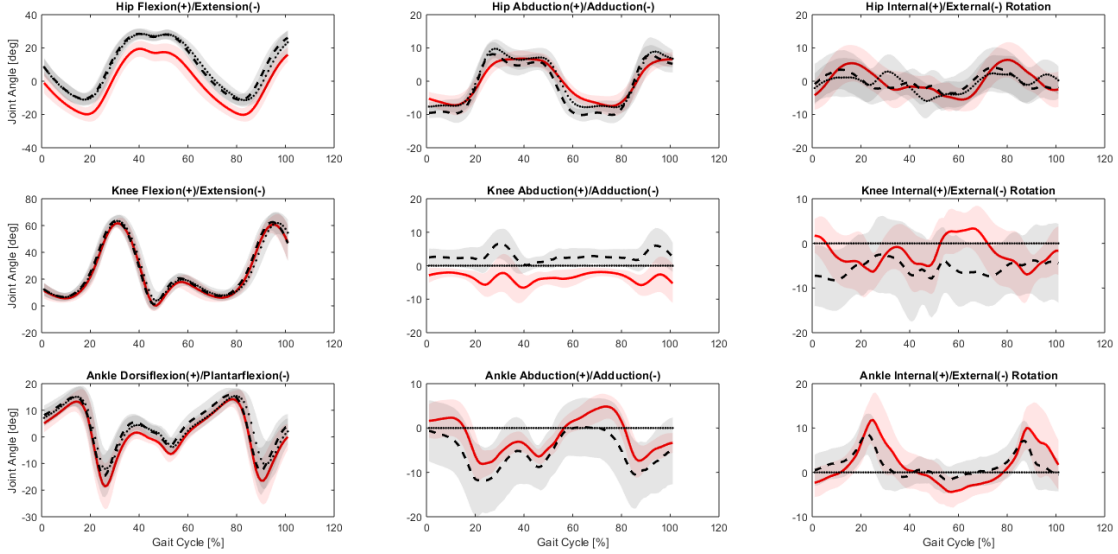 Hip Flexion(+)/Extension(-)
Joint Angle [deg]
40
20
0
-20
-40
0 20 40 60 80 100 120
Hip Abduction(+)/Adduction(-)
20
10
0
-10
-20
0 20 40 60 80 100 120
Hip Internal(+)/External(-) Rotation
20
10
0
-10
-20
0 20 40 60 80 100 120
Knee Flexion(+)/Extension(-)
Joint Angle [deg]
80
60
40
20
0
-20
0 20 40 60 80 100 120
Knee Abduction(+)/Adduction(-)
20
10
0
-10
-20
0 20 40 60 80 100 120
Knee Internal(+)/External(-) Rotation
10
0
-10
-20
0 20 40 60 80 100 120
Ankle Dorsiflexion(+)/Plantarflexion(-)
Joint Angle [deg]
20
10
0
-10
-20
-30
0 20 40 60 80 100 120
Gait Cycle [%]
Ankle Abduction(+)/Adduction(-)
10
0
-10
-20
0 20 40 60 80 100 120
Gait Cycle [%]
Ankle Internal(+)/External(-) Rotation
20
10
0
-10
0 20 40 60 80 100 120
Gait Cycle [%]